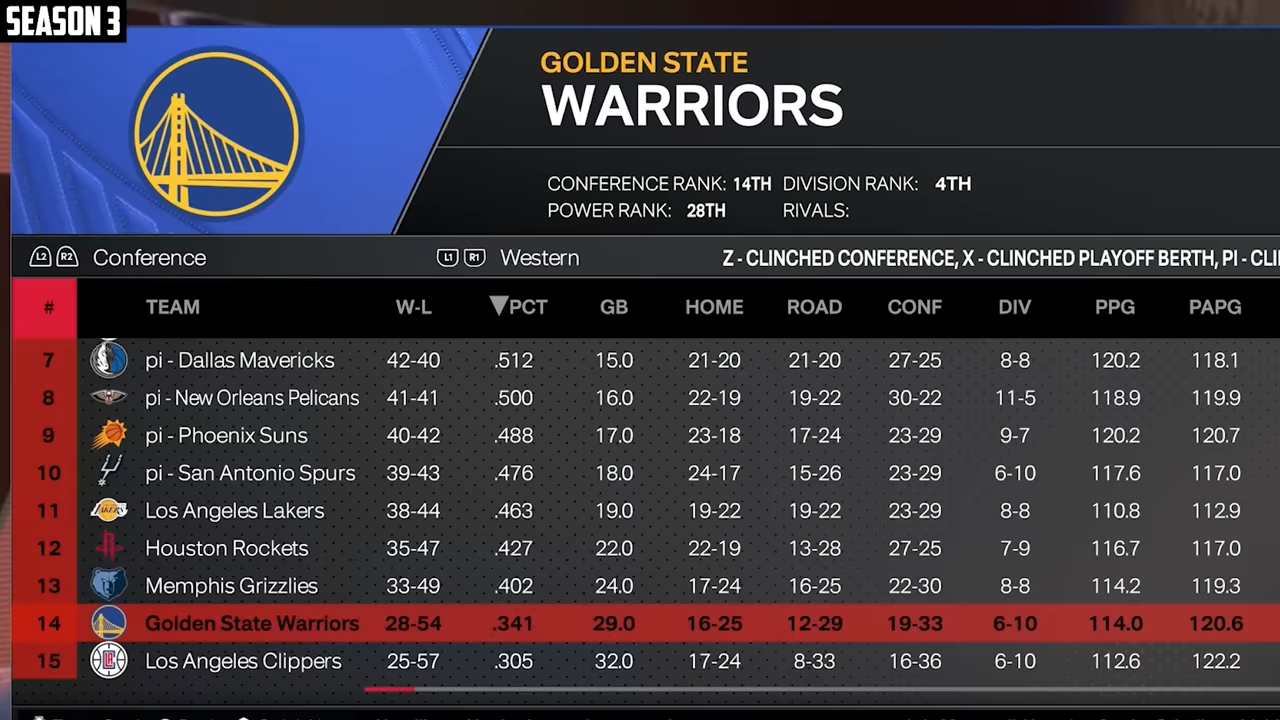 SEASON 3
GOLDEN STATE
WARRIORS
CONFERENCE RANK: 14TH DIVISION RANK: 4TH
POWER RANK: 28TH RIVALS:
L2 R2 Conference L1 R1 Western Z - CLINCHED CONFERENCE, X - CLINCHED PLAYOFF BERTH, PI - CLI
# TEAM W-L ▼PCT GB HOME ROAD CONF DIV PPG PAPG
7 pi - Dallas Mavericks 42-40 .512 15.0 21-20 21-20 27-25 8-8 120.2 118.1
8 pi - New Orleans Pelicans 41-41 .500 16.0 22-19 19-22 30-22 11-5 118.9 119.9
9 pi - Phoenix Suns 40-42 .488 17.0 23-18 17-24 23-29 9-7 120.2 120.7
10 pi - San Antonio Spurs 39-43 .476 18.0 24-17 15-26 23-29 6-10 117.6 117.0
11 Los Angeles Lakers 38-44 .463 19.0 19-22 19-22 23-29 8-8 110.8 112.9
12 Houston Rockets 35-47 .427 22.0 22-19 13-28 27-25 7-9 116.7 117.0
13 Memphis Grizzlies 33-49 .402 24.0 17-24 16-25 22-30 8-8 114.2 119.3
14 Golden State Warriors 28-54 .341 29.0 16-25 12-29 19-33 6-10 114.0 120.6
15 Los Angeles Clippers 25-57 .305 32.0 17-24 8-33 16-36 6-10 112.6 122.2